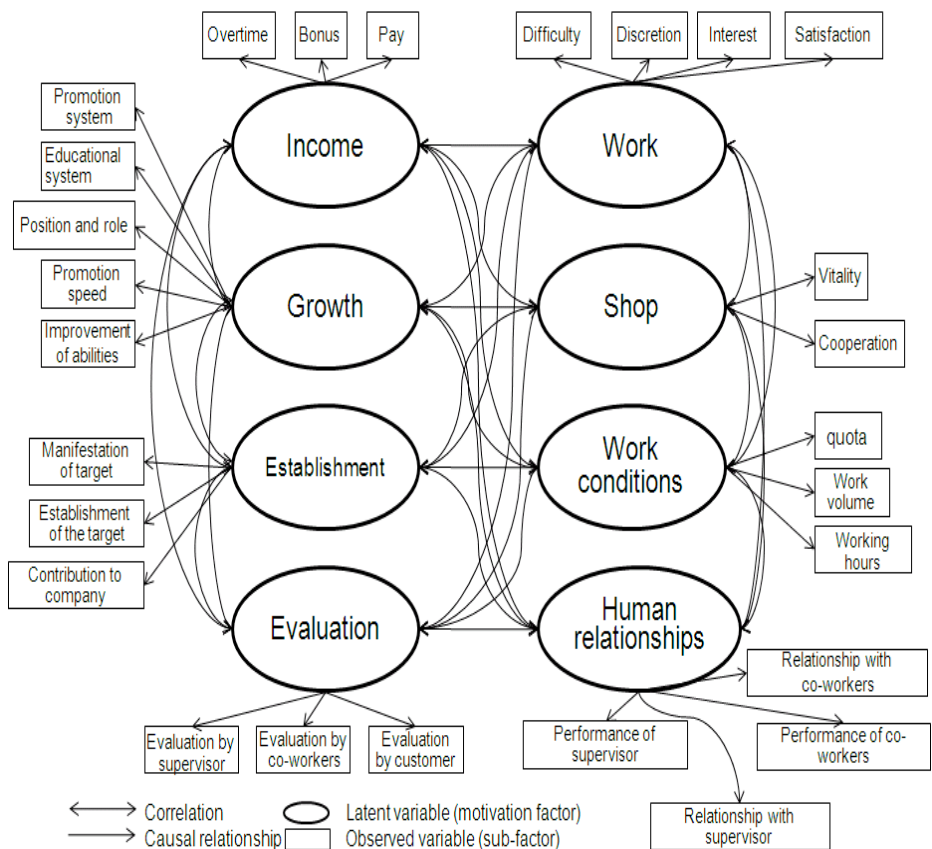 Overtime
Bonus
Pay
Difficulty
Discretion
Interest
Satisfaction
Promotion
system
Educational
system
Position and role
Promotion
speed
Improvement
of abilities
Income
Work
Growth
Shop
Vitality
Cooperation
Manifestation
of target
Establishment
of the target
Contribution to
company
Establishment
Work
conditions
quota
Work
volume
Working
hours
Evaluation
Human
relationships
Evaluation by
supervisor
Evaluation by
co-workers
Evaluation
by customer
Performance of
supervisor
Relationship with
co-workers
Performance of co-
workers
Relationship with
supervisor
Correlation
Causal relationship
Latent variable (motivation factor)
Observed variable (sub-factor)